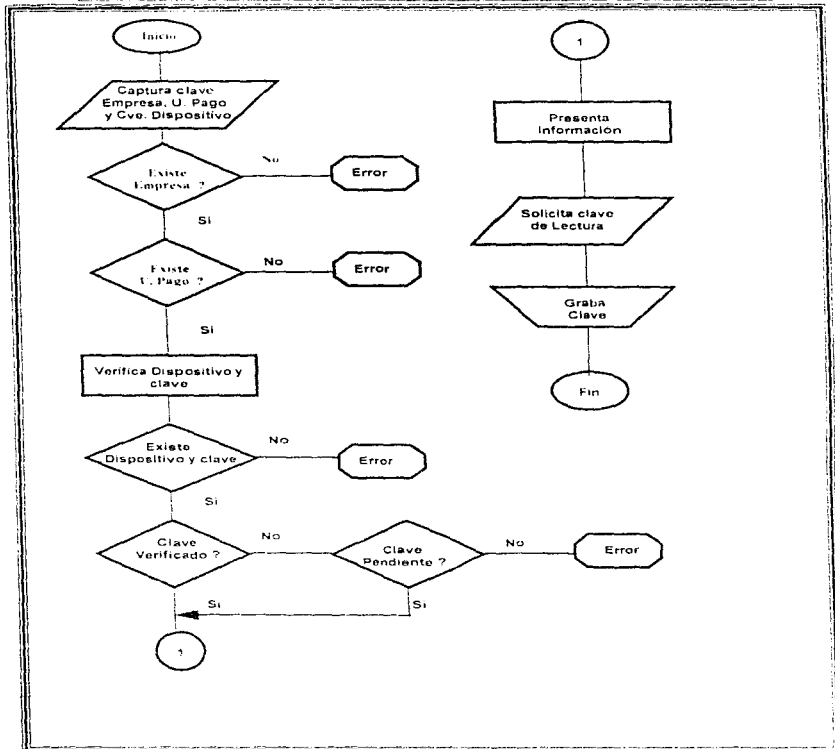 Inicio
Captura clave
Empresa, U. Pago
y Cve. Dispositivo
Existe
Empresa ?
No
Error
Si
Existe
U. Pago ?
No
Error
Si
Verifica Dispositivo y
clave
Existe
Dispositivo y clave
No
Error
Si
Clave
Verificado ?
No
Clave
Pendiente ?
No
Error
Si
Si
1
1
Presenta
Información
Solicita clave
de Lectura
Graba
Clave
Fin